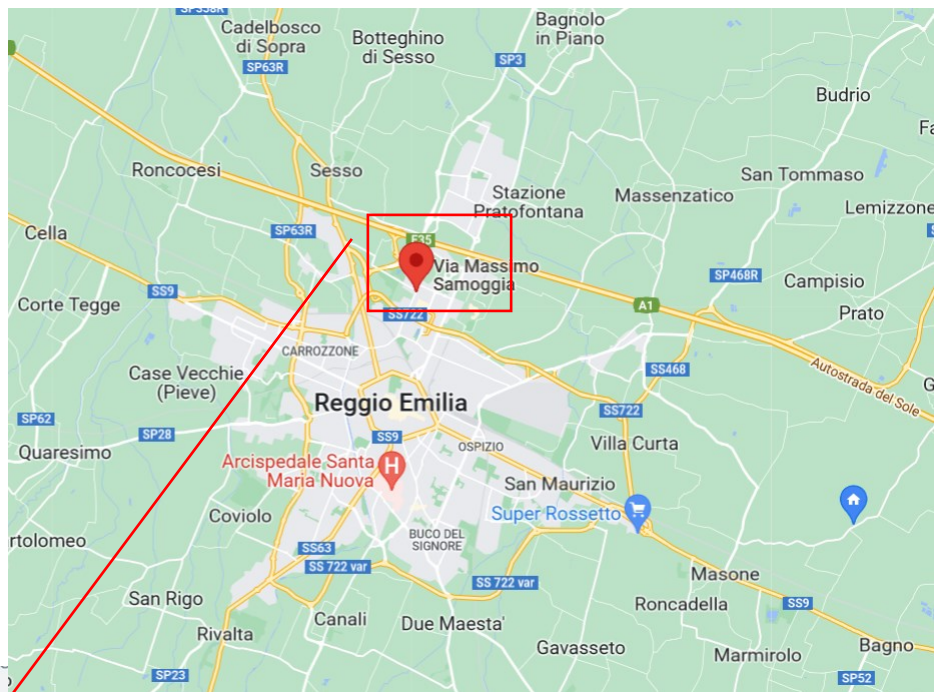 SP358R
Cadelbosco
di Sopra
SP63R
Botteghino
di Sesso
Bagnolo
in Piano
SP3
Budrio
Roncocesi
Sesso
Stazione
Pratofontana
Massenzatico
San Tommaso
Lemizzone
Cella
SP63R
E35
Via Massimo
Samoggia
SP468R
Campisio
Corte Tegge
SS9
SS722
A1
Prato
CARROZZONE
Autostrada del Sole
Case Vecchie
(Pieve)
SS468
Reggio Emilia
SS722
SP62
SP28
SS9
OSPIZIO
Villa Curta
Quaresimo
Arcispedale Santa
Maria Nuova
H
San Maurizio
Super Rossetto
Coviolo
BUCO DEL
SIGNORE
SS63
SS 722 var
SS 722 var
Masone
San Rigo
Roncadella
SS9
Rivalta
Canali
Due Maesta'
Gavasseto
Marmirolo
Bagno
SP23
SP52